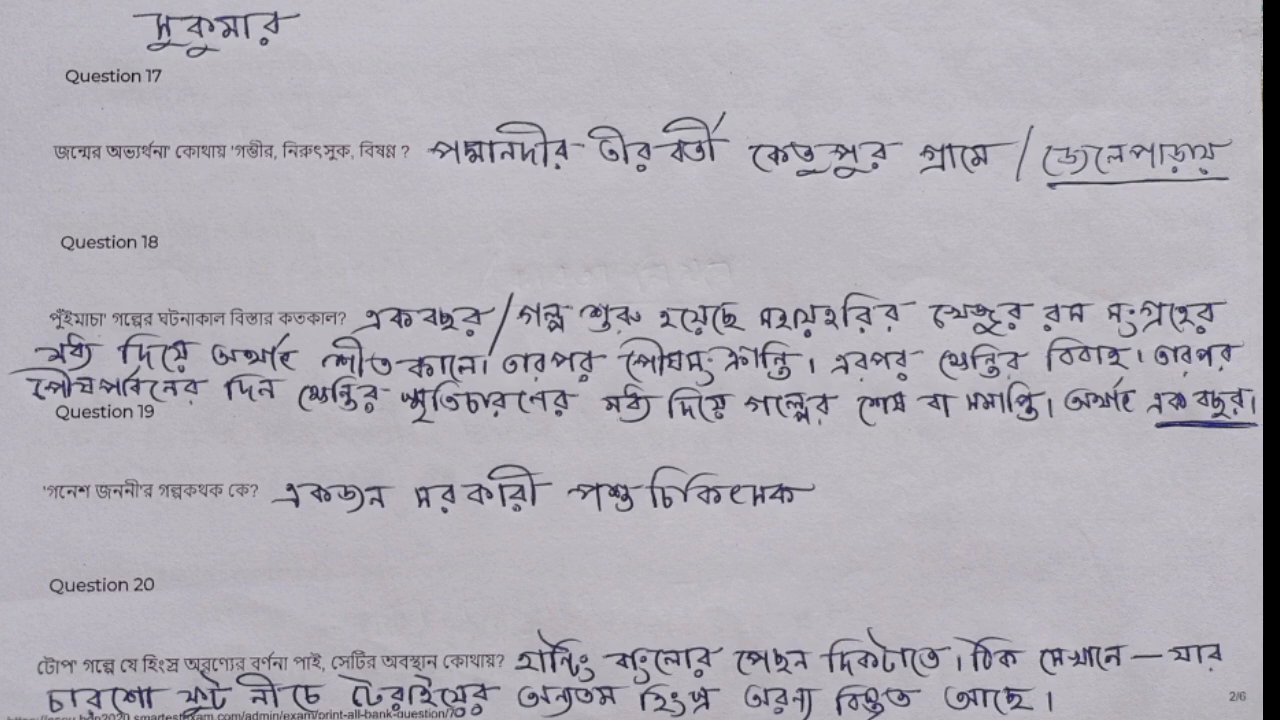 সুকুমার
Question 17
জন্মের অভ্যর্থনা' কোথায় 'গম্ভীর, নিরুৎসুক, বিষণ্ণ ? পদ্মানদীর তীরবর্তী কেতুপুর গ্রামে / জেলেপাড়ায়
Question 18
পুঁইমাচা' গল্পের ঘটনাকাল বিস্তার কতকাল? একবছর / গল্প শুরু হয়েছে সহায়হরির খেজুর রস সংগ্রহের
মধ্য দিয়ে অর্থাৎ শীতকালে। তারপর পৌষসংক্রান্তি। এরপর ক্ষেন্তির বিবাহ। তারপর
পৌষপার্বনের দিন ক্ষেন্তির স্মৃতিচারণের মধ্য দিয়ে গল্পের শেষ বা সমাপ্তি। অর্থাৎ এক বছর।
Question 19
'গনেশ জননী'র গল্পকথক কে? একজন সরকারী পশু চিকিৎসক
Question 20
টোপ' গল্পে যে হিংস্র অরণ্যের বর্ণনা পাই, সেটির অবস্থান কোথায়? হান্টিং বাংলোর পেছন দিকটাতে। ঠিক সেখানে – যার
চারশো ফুট নীচে টেরাইয়ের অন্যতম হিংস্র অরন্য বিস্তৃত আছে।
2/6